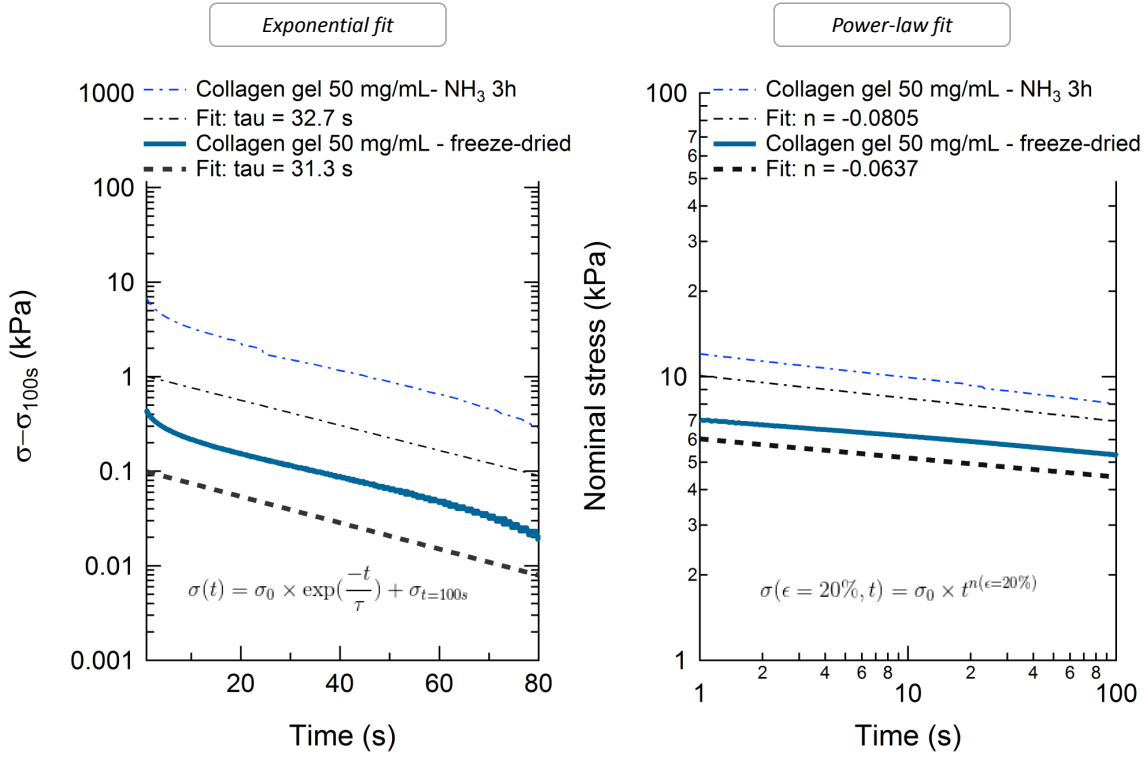 Exponential fit
Collagen gel 50 mg/mL- NH₃ 3h
Fit: tau = 32.7 s
Collagen gel 50 mg/mL - freeze-dried
Fit: tau = 31.3 s
1000
100
10
1
0.1
0.01
0.001
σ−σ₁₀₀ₛ (kPa)
σ(t) = σ₀ × exp(−t/τ) + σₜ₌₁₀₀ₛ
20 40 60 80
Time (s)
Power-law fit
Collagen gel 50 mg/mL - NH₃ 3h
Fit: n = -0.0805
Collagen gel 50 mg/mL - freeze-dried
Fit: n = -0.0637
100
8
7
6
5
4
3
2
10
7
6
5
4
3
2
1
Nominal stress (kPa)
σ(ϵ = 20%, t) = σ₀ × t^{n(ϵ=20%)}
1 2 4 6 8 10 2 4 6 8 100
Time (s)